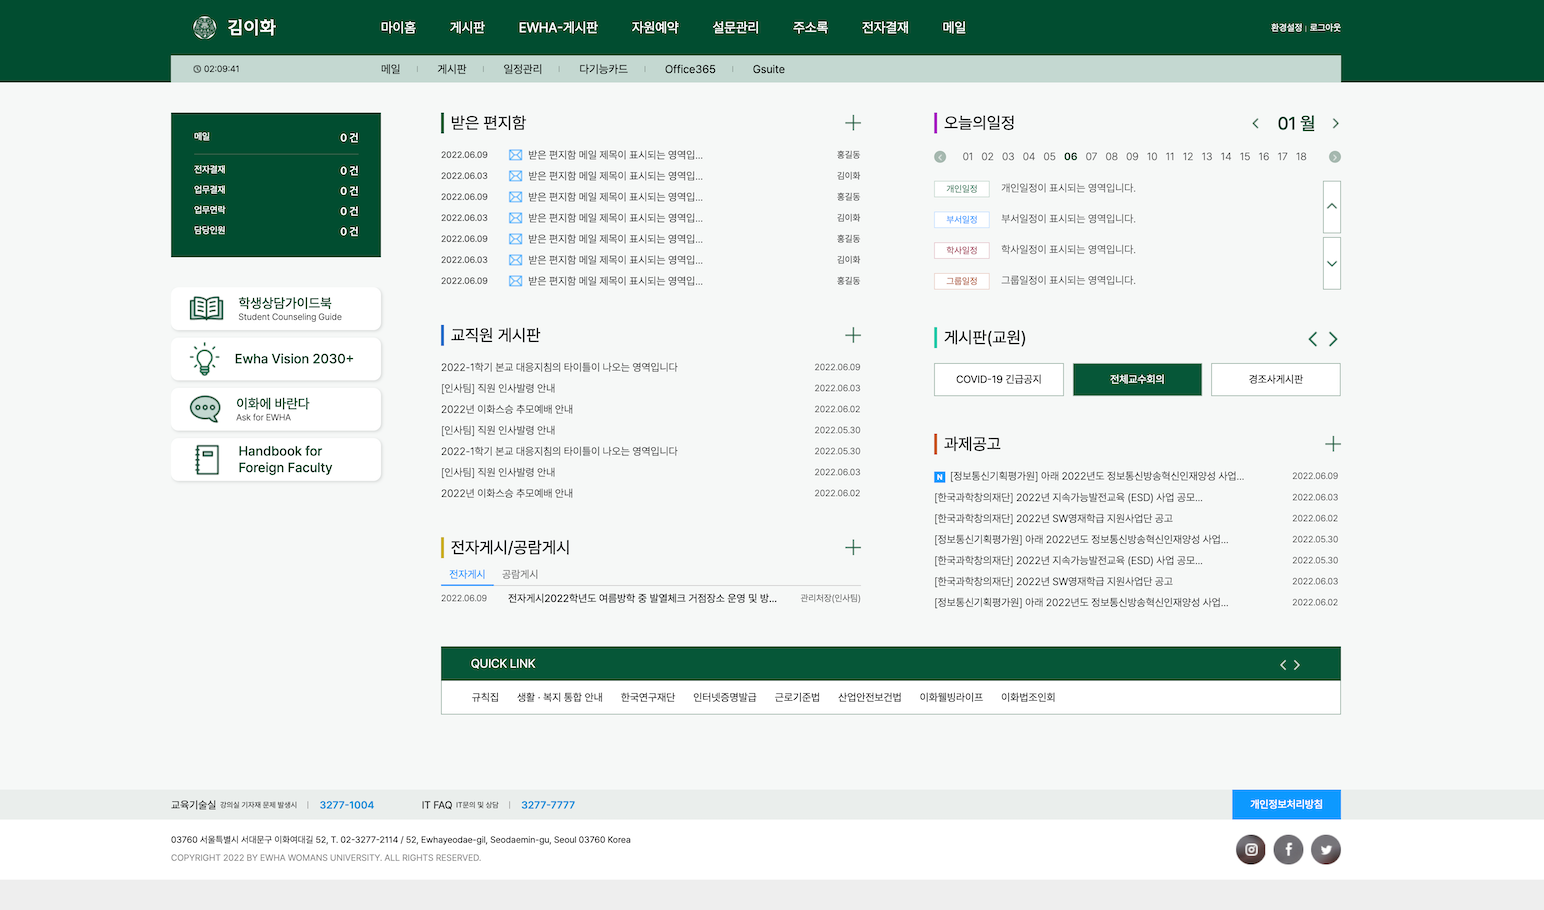 김이화
마이홈 게시판 EWHA-게시판 자원예약 설문관리 주소록 전자결재 메일
환경설정 | 로그아웃
02:09:41
메일 | 게시판 | 일정관리 | 다기능카드 | Office365 | Gsuite
메일 0 건
전자결재 0 건
업무결재 0 건
업무연락 0 건
담당인원 0 건
학생상담가이드북
Student Counseling Guide
Ewha Vision 2030+
이화에 바란다
Ask for EWHA
Handbook for
Foreign Faculty
받은 편지함
2022.06.09 받은 편지함 메일 제목이 표시되는 영역입... 홍길동
2022.06.03 받은 편지함 메일 제목이 표시되는 영역입... 김이화
2022.06.09 받은 편지함 메일 제목이 표시되는 영역입... 홍길동
2022.06.03 받은 편지함 메일 제목이 표시되는 영역입... 김이화
2022.06.09 받은 편지함 메일 제목이 표시되는 영역입... 홍길동
2022.06.03 받은 편지함 메일 제목이 표시되는 영역입... 김이화
2022.06.09 받은 편지함 메일 제목이 표시되는 영역입... 홍길동
교직원 게시판
2022-1학기 본교 대응지침의 타이틀이 나오는 영역입니다 2022.06.09
[인사팀] 직원 인사발령 안내 2022.06.03
2022년 이화스승 추모예배 안내 2022.06.02
[인사팀] 직원 인사발령 안내 2022.05.30
2022-1학기 본교 대응지침의 타이틀이 나오는 영역입니다 2022.05.30
[인사팀] 직원 인사발령 안내 2022.06.03
2022년 이화스승 추모예배 안내 2022.06.02
전자게시/공람게시
전자게시 공람게시
2022.06.09 전자게시2022학년도 여름방학 중 발열체크 거점장소 운영 및 방... 관리처장(인사팀)
오늘의일정
01 월
01 02 03 04 05 06 07 08 09 10 11 12 13 14 15 16 17 18
개인일정 개인일정이 표시되는 영역입니다.
부서일정 부서일정이 표시되는 영역입니다.
학사일정 학사일정이 표시되는 영역입니다.
그룹일정 그룹일정이 표시되는 영역입니다.
게시판(교원)
COVID-19 긴급공지 전체교수회의 경조사게시판
과제공고
N [정보통신기획평가원] 아래 2022년도 정보통신방송혁신인재양성 사업... 2022.06.09
[한국과학창의재단] 2022년 지속가능발전교육 (ESD) 사업 공모... 2022.06.03
[한국과학창의재단] 2022년 SW영재학급 지원사업단 공고 2022.06.02
[정보통신기획평가원] 아래 2022년도 정보통신방송혁신인재양성 사업... 2022.05.30
[한국과학창의재단] 2022년 지속가능발전교육 (ESD) 사업 공모... 2022.05.30
[한국과학창의재단] 2022년 SW영재학급 지원사업단 공고 2022.06.03
[정보통신기획평가원] 아래 2022년도 정보통신방송혁신인재양성 사업... 2022.06.02
QUICK LINK
규칙집 생활 · 복지 통합 안내 한국연구재단 인터넷증명발급 근로기준법 산업안전보건법 이화웰빙라이프 이화법조인회
교육기술실 강의실 기자재 문제 발생시 | 3277-1004 IT FAQ IT문의 및 상담 | 3277-7777
개인정보처리방침
03760 서울특별시 서대문구 이화여대길 52, T. 02-3277-2114 / 52, Ewhayeodae-gil, Seodaemin-gu, Seoul 03760 Korea
COPYRIGHT 2022 BY EWHA WOMANS UNIVERSITY. ALL RIGHTS RESERVED.